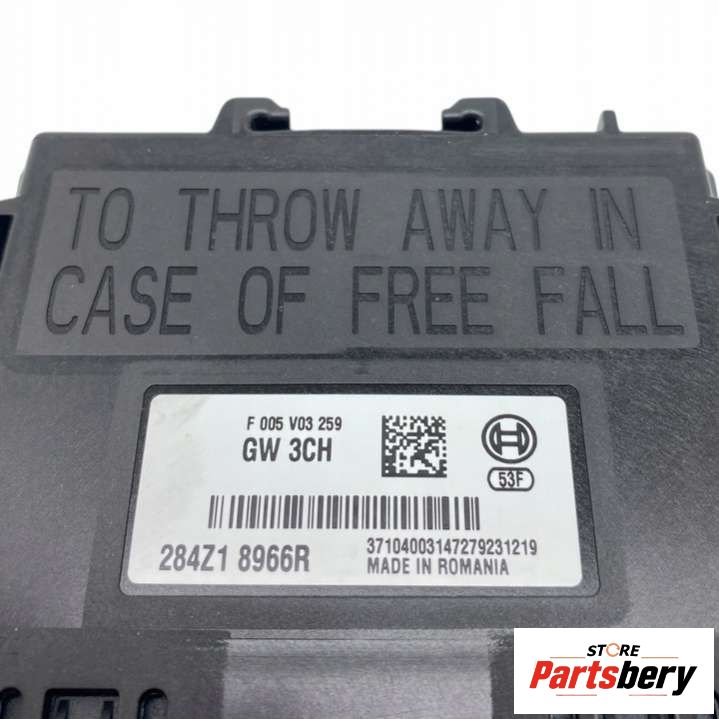 TO THROW AWAY IN
CASE OF FREE FALL
F 005 V03 259
GW 3CH
53F
284Z1 8966R
37104003147279231219
MADE IN ROMANIA
STORE
Partsbery